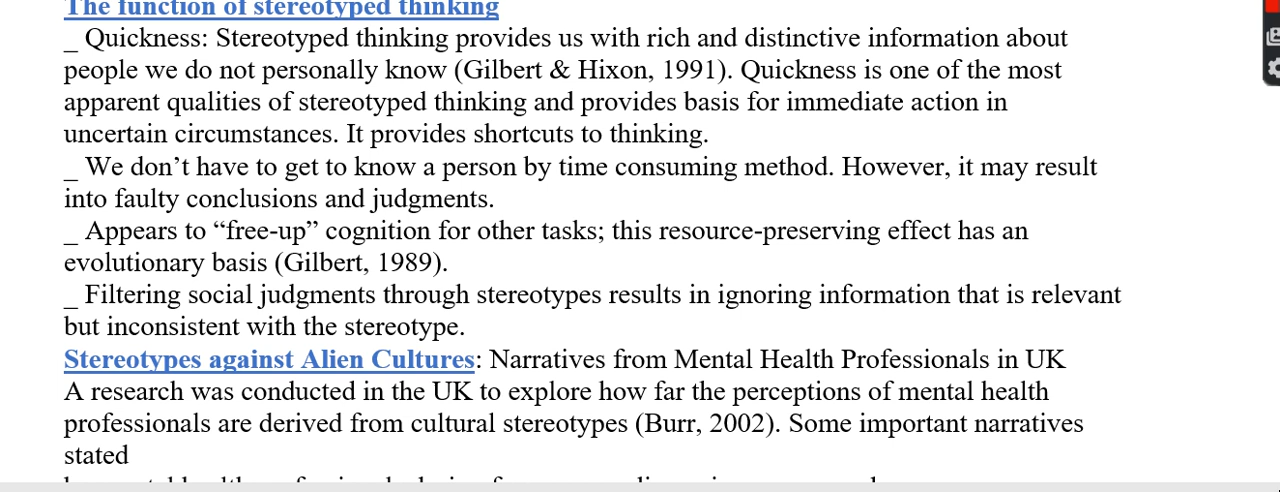 The function of stereotyped thinking
_ Quickness: Stereotyped thinking provides us with rich and distinctive information about
people we do not personally know (Gilbert & Hixon, 1991). Quickness is one of the most
apparent qualities of stereotyped thinking and provides basis for immediate action in
uncertain circumstances. It provides shortcuts to thinking.
_ We don’t have to get to know a person by time consuming method. However, it may result
into faulty conclusions and judgments.
_ Appears to “free-up” cognition for other tasks; this resource-preserving effect has an
evolutionary basis (Gilbert, 1989).
_ Filtering social judgments through stereotypes results in ignoring information that is relevant
but inconsistent with the stereotype.
Stereotypes against Alien Cultures: Narratives from Mental Health Professionals in UK
A research was conducted in the UK to explore how far the perceptions of mental health
professionals are derived from cultural stereotypes (Burr, 2002). Some important narratives
stated